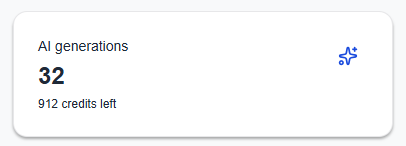 AI generations
32
912 credits left